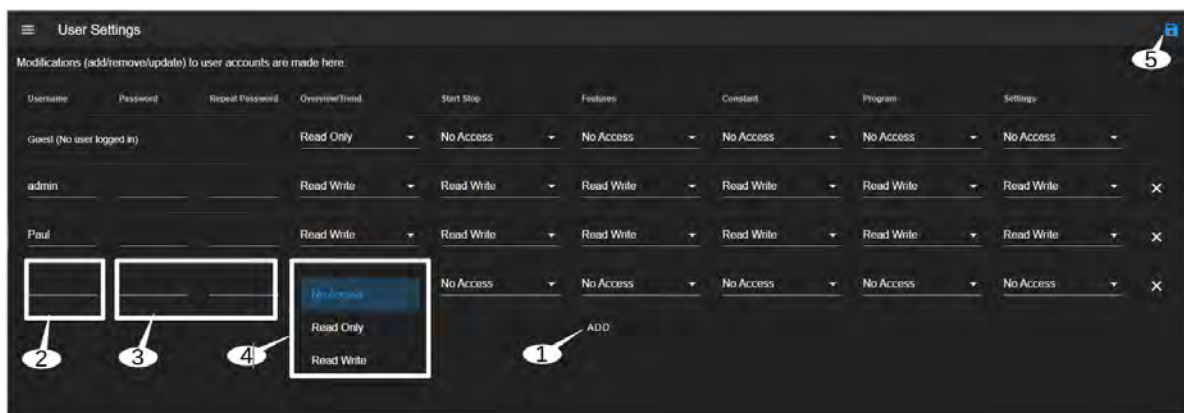 User Settings
5
Modifications (add/remove/update) to user accounts are made here.
Username Password Repeat Password Overview/Trend Start Stop Features Constant Program Settings
Guest (No user logged in) Read Only No Access No Access No Access No Access No Access
admin Read Write Read Write Read Write Read Write Read Write Read Write
Paul Read Write Read Write Read Write Read Write Read Write Read Write
No Access No Access No Access No Access No Access No Access
Read Only
ADD
2 3 4 1
Read Write